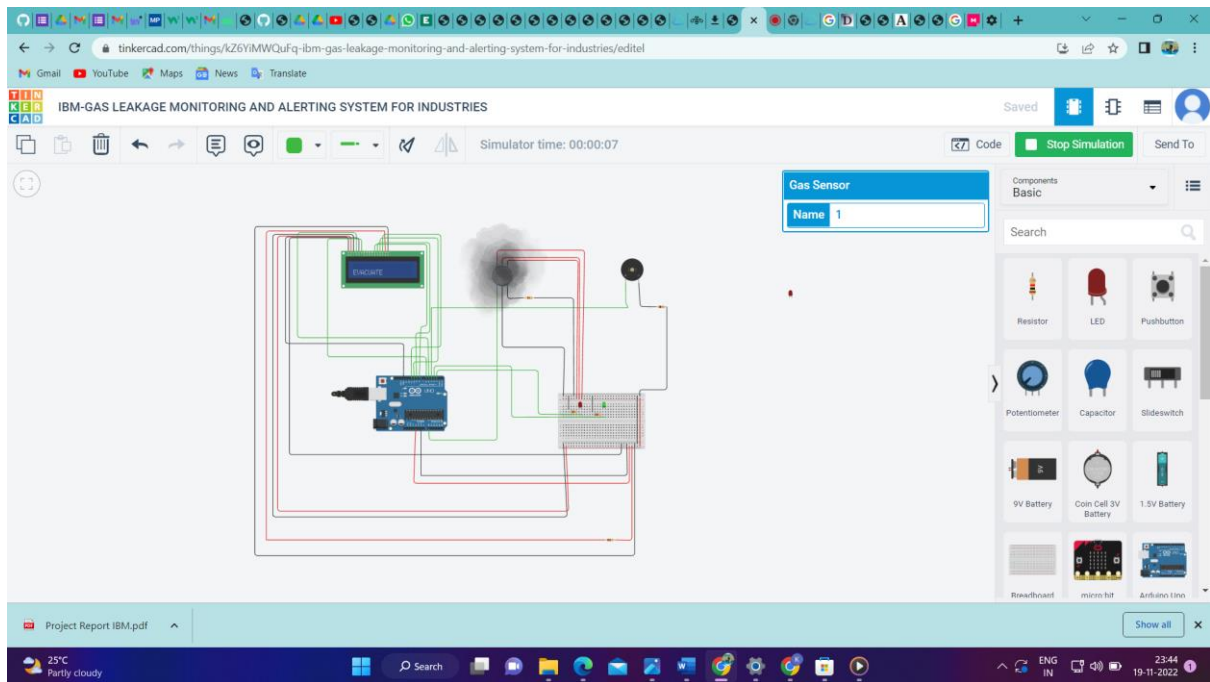 tinkercad.com/things/kZ6YiMWQuFq-ibm-gas-leakage-monitoring-and-alerting-system-for-industries/editel
Gmail YouTube Maps News Translate
TINKERCAD
IBM-GAS LEAKAGE MONITORING AND ALERTING SYSTEM FOR INDUSTRIES
Saved
Simulator time: 00:00:07
Code Stop Simulation Send To
Gas Sensor
Name 1
Components
Basic
Search
EVACUATE
UNO
Resistor LED Pushbutton
Potentiometer Capacitor Slideswitch
9V Battery Coin Cell 3V Battery 1.5V Battery
Breadboard micro:bit Arduino Uno
Project Report IBM.pdf
Show all
25°C
Partly cloudy
Search
ENG
IN
23:44
19-11-2022
1